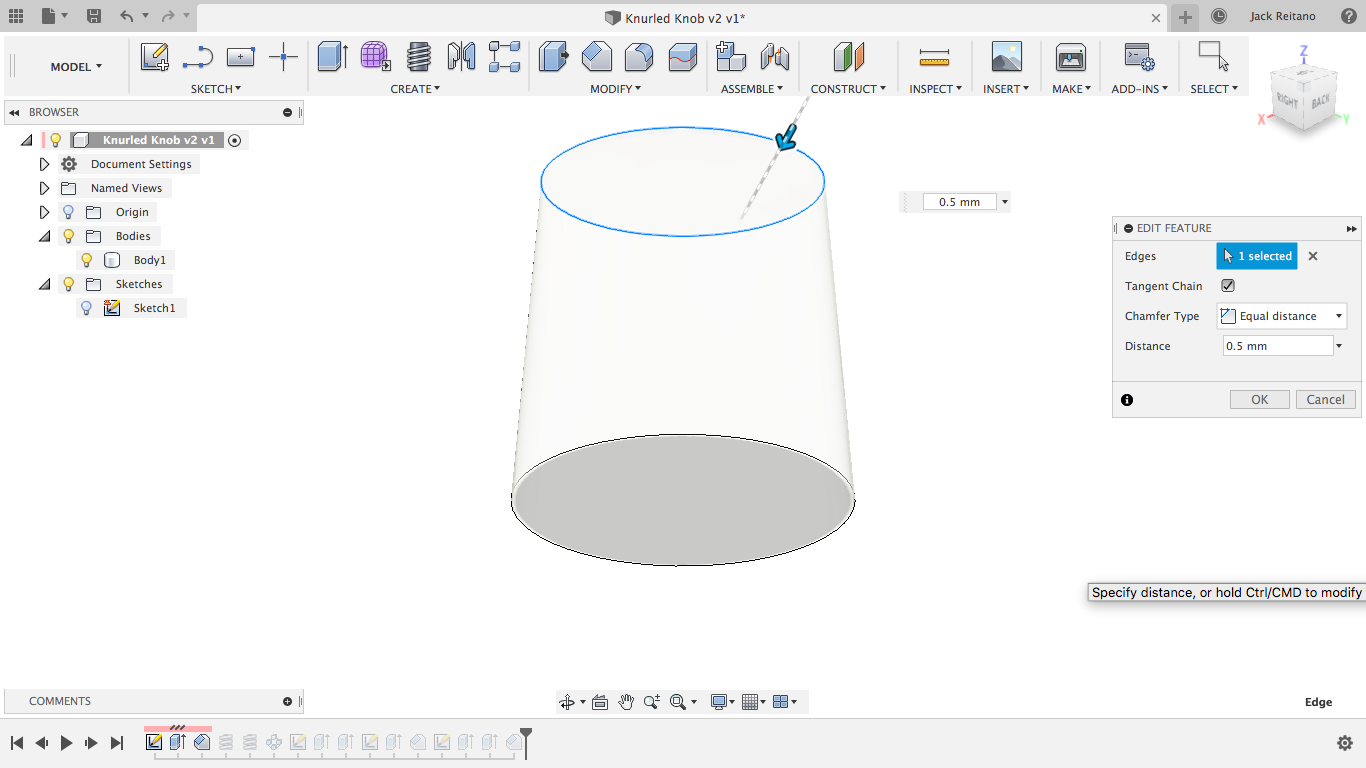 Knurled Knob v2 v1*
Jack Reitano
MODEL
SKETCH
CREATE
MODIFY
ASSEMBLE
CONSTRUCT
INSPECT
INSERT
MAKE
ADD-INS
SELECT
Z
RIGHT
BACK
X
Y
BROWSER
Knurled Knob v2 v1
Document Settings
Named Views
Origin
Bodies
Body1
Sketches
Sketch1
0.5 mm
EDIT FEATURE
Edges 1 selected
Tangent Chain
Chamfer Type Equal distance
Distance 0.5 mm
OK Cancel
Specify distance, or hold Ctrl/CMD to modify
COMMENTS
Edge